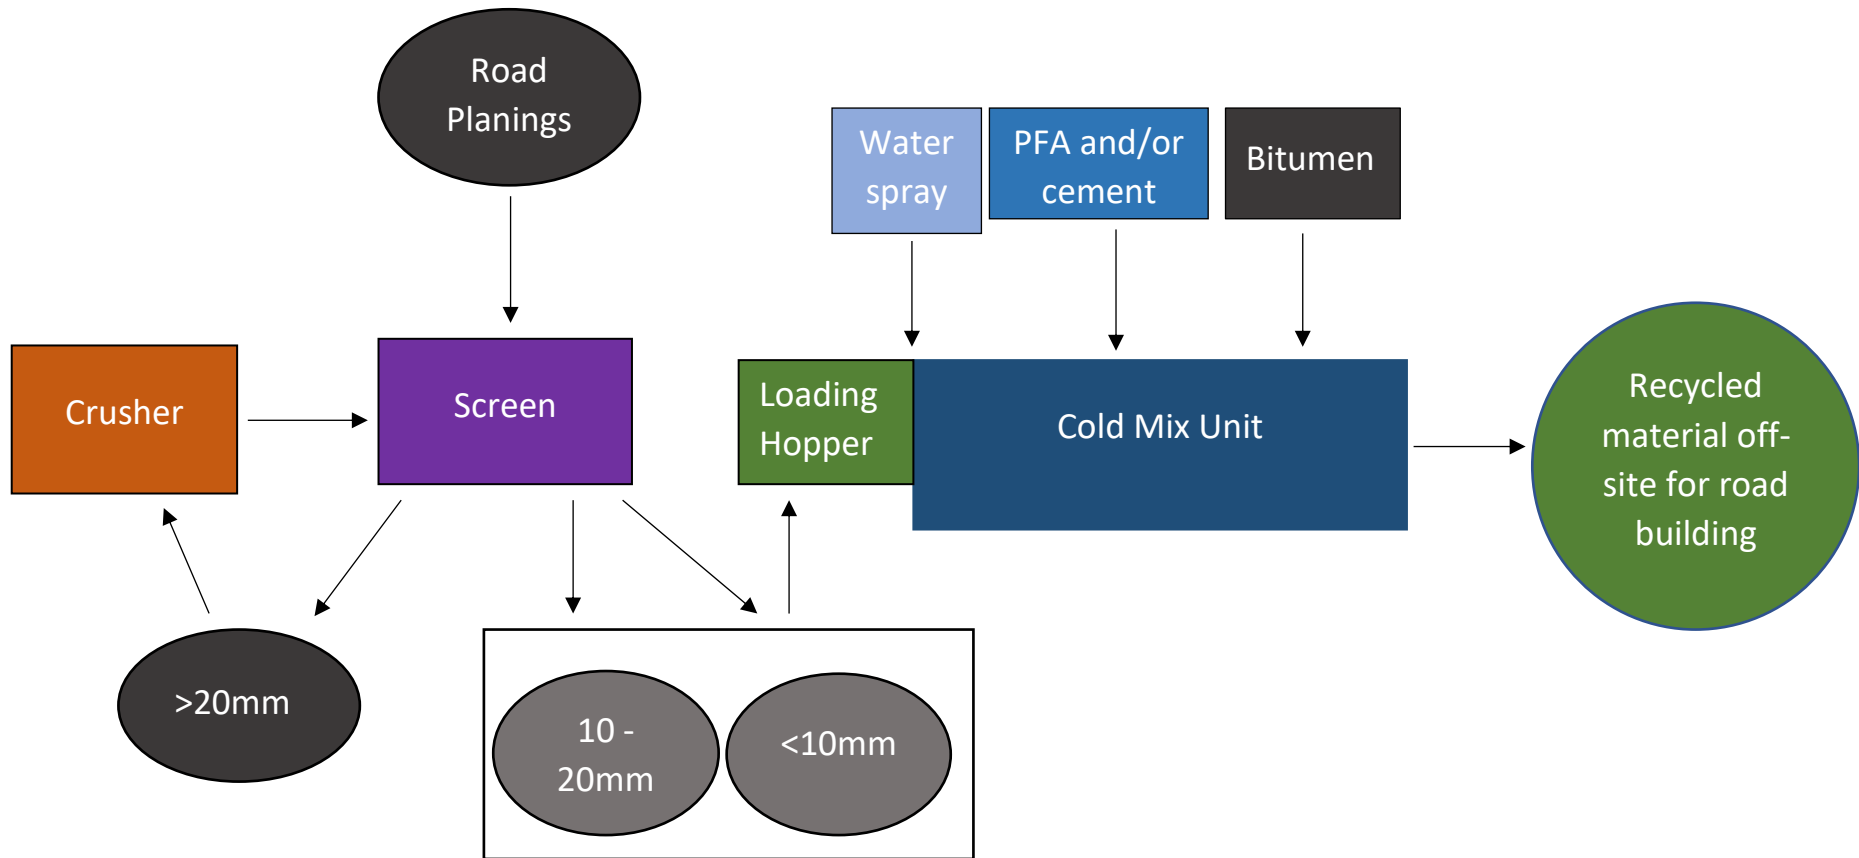 Road
Planings
Water
spray
PFA and/or
cement
Bitumen
Crusher
Screen
Loading
Hopper
Cold Mix Unit
Recycled
material off-
site for road
building
>20mm
10 -
20mm
<10mm